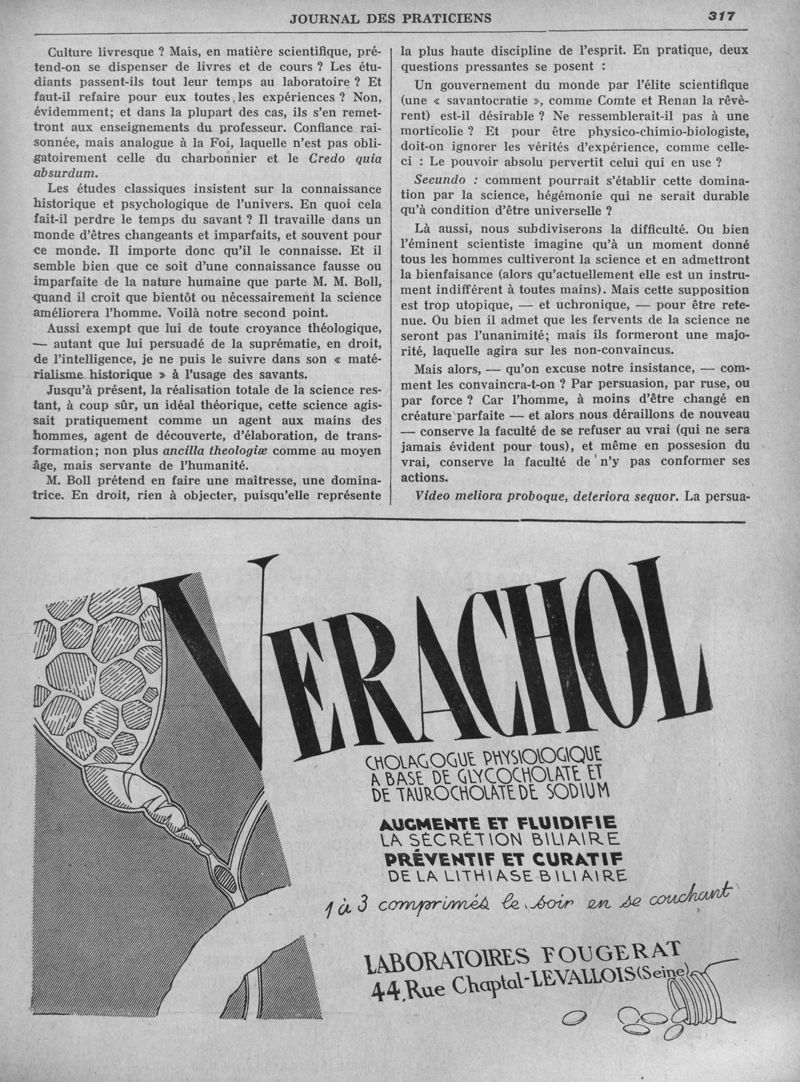 JOURNAL DES PRATICIENS
317
Culture livresque ? Mais, en matière scientifique, pré-
tend-on se dispenser de livres et de cours ? Les étu-
diants passent-ils tout leur temps au laboratoire ? Et
faut-il refaire pour eux toutes les expériences ? Non,
évidemment; et dans la plupart des cas, ils s'en remet-
tront aux enseignements du professeur. Confiance rai-
sonnée, mais analogue à la Foi, laquelle n'est pas obli-
gatoirement celle du charbonnier et le Credo quia
absurdum.
Les études classiques insistent sur la connaissance
historique et psychologique de l'univers. En quoi cela
fait-il perdre le temps du savant ? Il travaille dans un
monde d'êtres changeants et imparfaits, et souvent pour
ce monde. Il importe donc qu'il le connaisse. Et il
semble bien que ce soit d'une connaissance fausse ou
imparfaite de la nature humaine que parte M. M. Boll,
quand il croit que bientôt ou nécessairement la science
améliorera l'homme. Voilà notre second point.
Aussi exempt que lui de toute croyance théologique,
— autant que lui persuadé de la suprématie, en droit,
de l'intelligence, je ne puis le suivre dans son « maté-
rialisme historique » à l'usage des savants.
Jusqu'à présent, la réalisation totale de la science res-
tant, à coup sûr, un idéal théorique, cette science agis-
sait pratiquement comme un agent aux mains des
hommes, agent de découverte, d'élaboration, de trans-
formation; non plus ancilla theologiæ comme au moyen
âge, mais servante de l'humanité.
M. Boll prétend en faire une maîtresse, une domina-
trice. En droit, rien à objecter, puisqu'elle représente
la plus haute discipline de l'esprit. En pratique, deux
questions pressantes se posent :
Un gouvernement du monde par l'élite scientifique
(une « savantocratie », comme Comte et Renan la rêvè-
rent) est-il désirable ? Ne ressemblerait-il pas à une
morticolie ? Et pour être physico-chimio-biologiste,
doit-on ignorer les vérités d'expérience, comme celle-
ci : Le pouvoir absolu pervertit celui qui en use ?
Secundo : comment pourrait s'établir cette domina-
tion par la science, hégémonie qui ne serait durable
qu'à condition d'être universelle ?
Là aussi, nous subdiviserons la difficulté. Ou bien
l'éminent scientiste imagine qu'à un moment donné
tous les hommes cultiveront la science et en admettront
la bienfaisance (alors qu'actuellement elle est un instru-
ment indifférent à toutes mains). Mais cette supposition
est trop utopique, — et uchronique, — pour être rete-
nue. Ou bien il admet que les fervents de la science ne
seront pas l'unanimité; mais ils formeront une majo-
rité, laquelle agira sur les non-convaincus.
Mais alors, — qu'on excuse notre insistance, — com-
ment les convaincra-t-on ? Par persuasion, par ruse, ou
par force ? Car l'homme, à moins d'être changé en
créature parfaite — et alors nous déraillons de nouveau
— conserve la faculté de se refuser au vrai (qui ne sera
jamais évident pour tous), et même en possesion du
vrai, conserve la faculté de n'y pas conformer ses
actions.
Video meliora proboque, deteriora sequor. La persua-
VERACHOL
CHOLAGOGUE PHYSIOLOGIQUE
A BASE DE GLYCOCHOLATE ET
DE TAUROCHOLATE DE SODIUM
AUGMENTE ET FLUIDIFIE
LA SÉCRÉTION BILIAIRE
PRÉVENTIF ET CURATIF
DE LA LITHIASE BILIAIRE
1 à 3 comprimés le soir en se couchant
LABORATOIRES FOUGERAT
44, Rue Chaptal-LEVALLOIS (Seine)